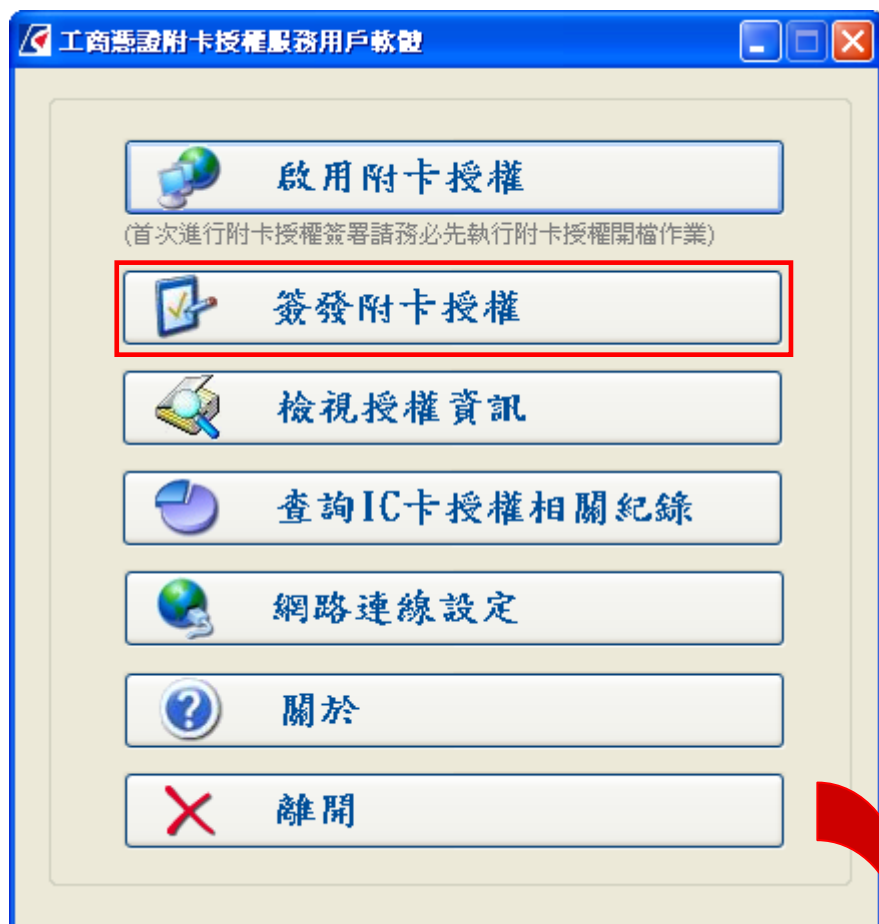 工商憑證附卡授權服務用戶軟體
啟用附卡授權
(首次進行附卡授權簽署請務必先執行附卡授權開檔作業)
簽發附卡授權
檢視授權資訊
查詢IC卡授權相關紀錄
網路連線設定
關於
離開